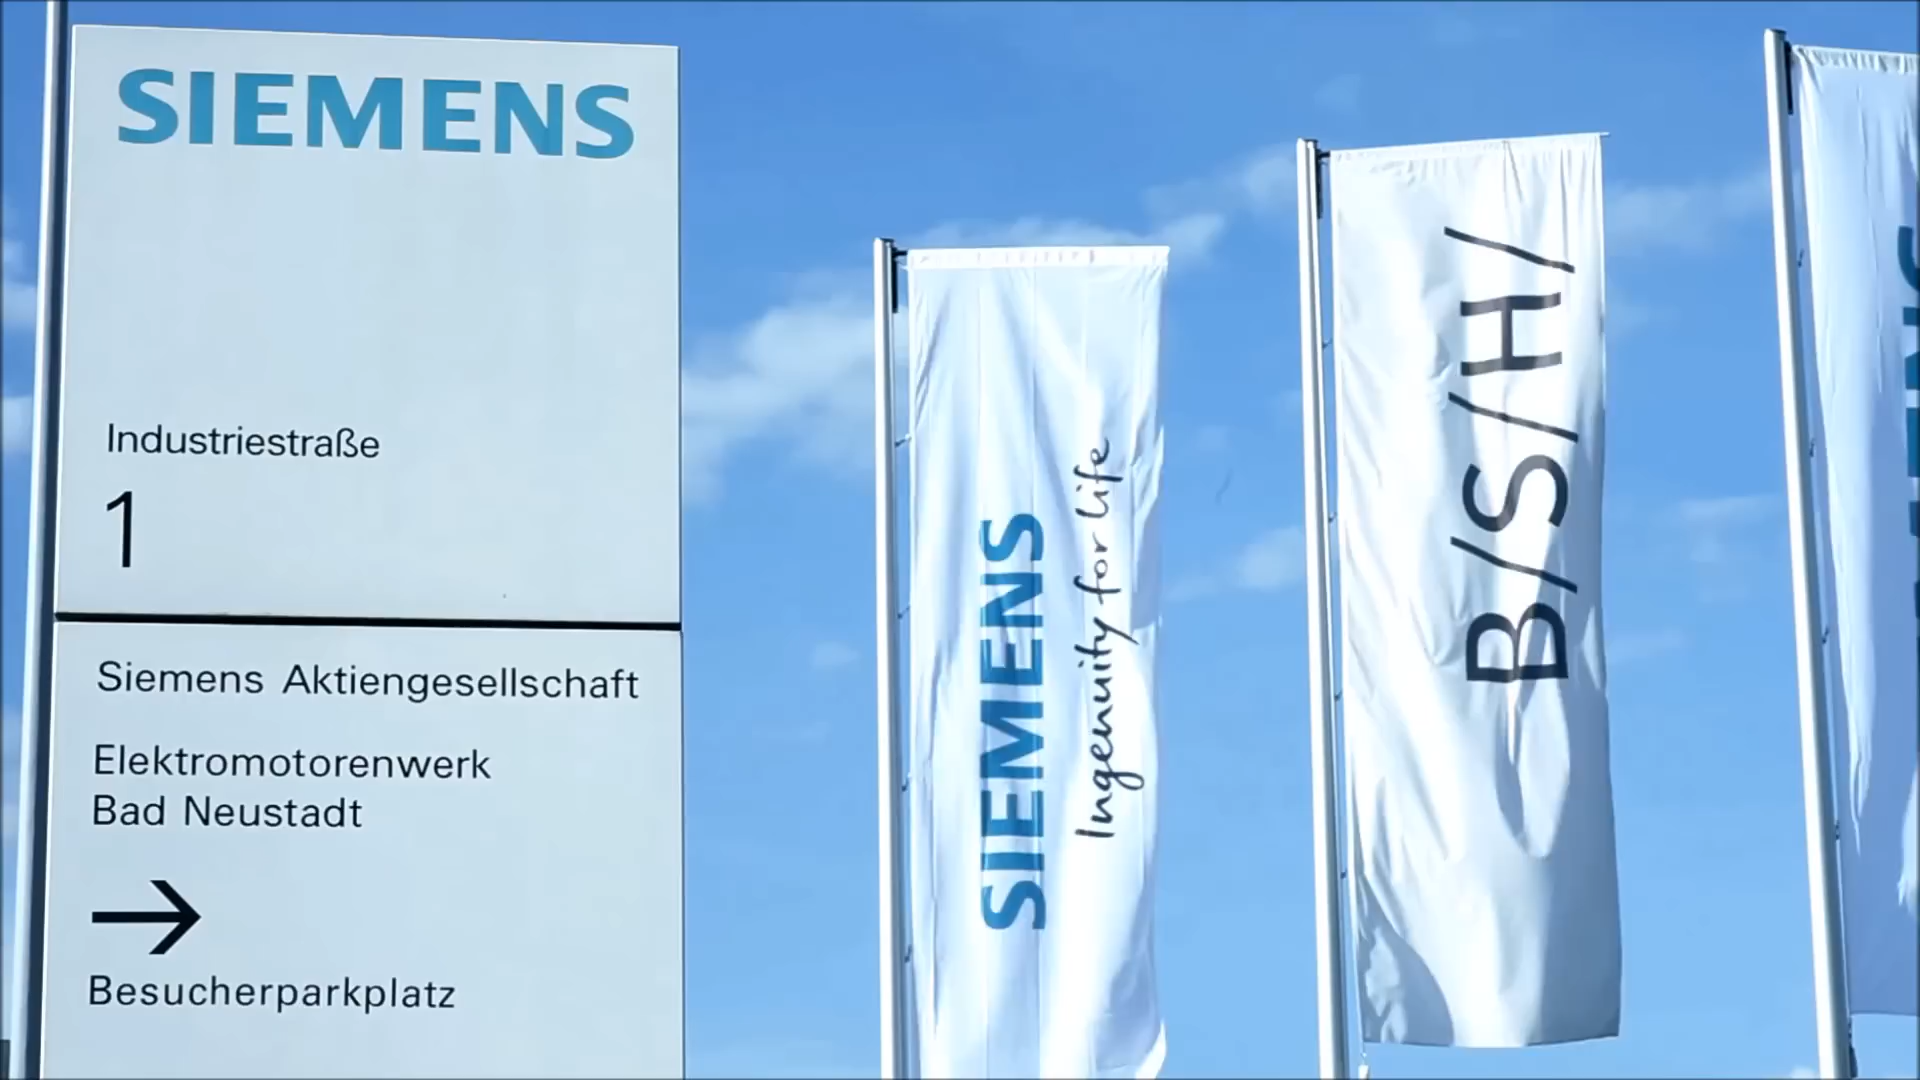 SIEMENS
Industriestraße
1
Siemens Aktiengesellschaft
Elektromotorenwerk
Bad Neustadt
Besucherparkplatz
SIEMENS
Ingenuity for life
B/S/H/